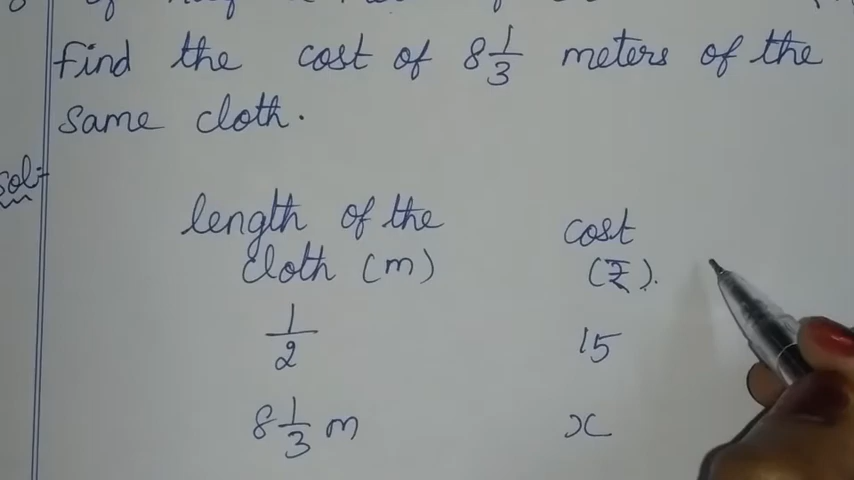 find the cost of 8 1/3 meters of the
same cloth.
Sol:-
length of the cost
cloth (m) (₹).
1/2 15
8 1/3 m x